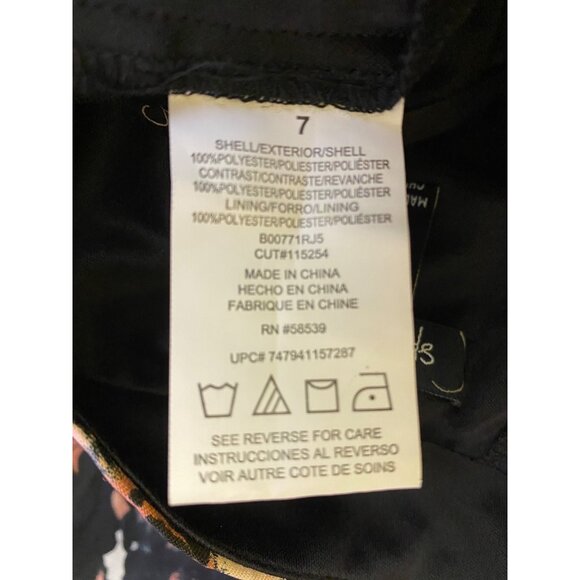 7
SHELL/EXTERIOR/SHELL
100%POLYESTER/POLIESTER/POLIÉSTER
CONTRAST/CONTRASTE/REVANCHE
100%POLYESTER/POLIESTER/POLIÉSTER
LINING/FORRO/LINING
100%POLYESTER/POLIESTER/POLIÉSTER
B00771RJ5
CUT#115254
MADE IN CHINA
HECHO EN CHINA
FABRIQUE EN CHINE
RN #58539
UPC# 747941157287
SEE REVERSE FOR CARE
INSTRUCCIONES AL REVERSO
VOIR AUTRE COTE DE SOINS